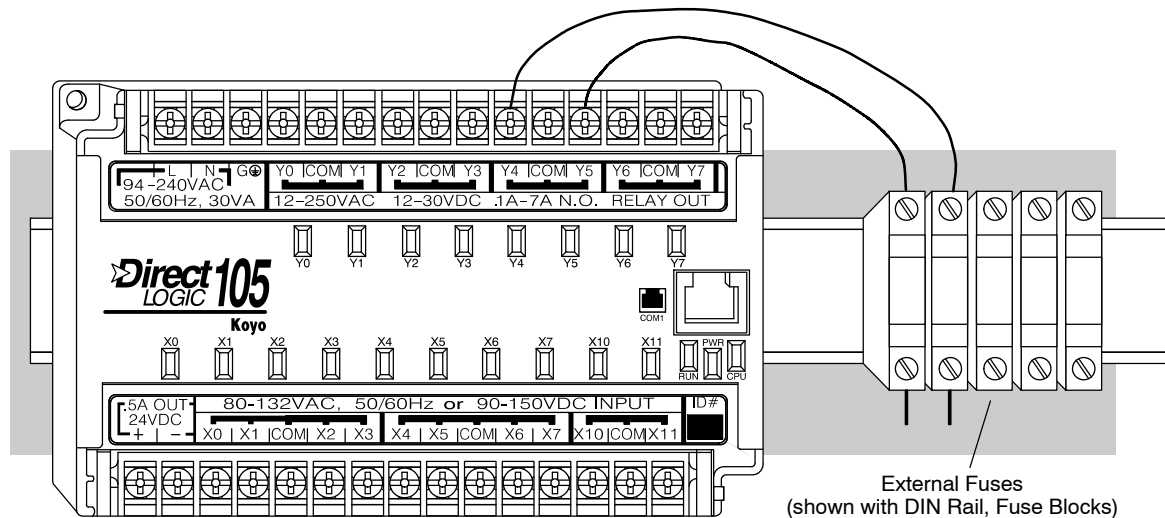 L N G
94-240VAC
50/60Hz, 30VA
Y0 COM Y1 Y2 COM Y3 Y4 COM Y5 Y6 COM Y7
12-250VAC 12-30VDC .1A-7A N.O. RELAY OUT
Y0 Y1 Y2 Y3 Y4 Y5 Y6 Y7
Direct
LOGIC 105
Koyo
COM1
X0 X1 X2 X3 X4 X5 X6 X7 X10 X11
PWR
RUN CPU
.5A OUT
24VDC
+ -
80-132VAC, 50/60Hz or 90-150VDC INPUT ID#
X0 X1 COM X2 X3 X4 X5 COM X6 X7 X10 COM X11
External Fuses
(shown with DIN Rail, Fuse Blocks)